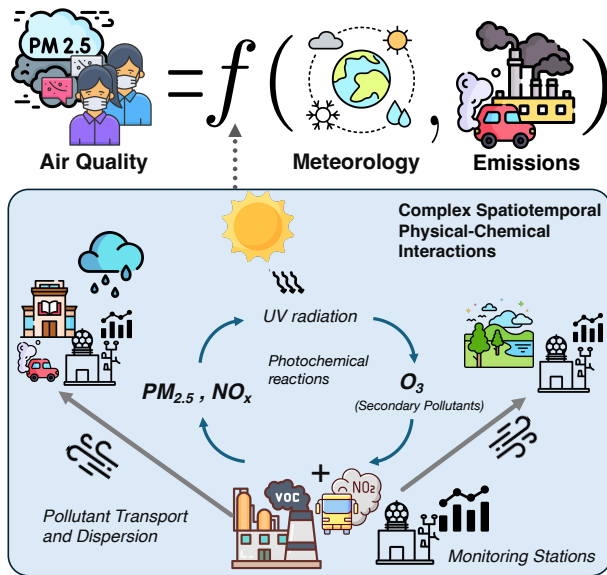 PM 2.5
= f ( , )
Air Quality
Meteorology
Emissions
Complex Spatiotemporal
Physical-Chemical
Interactions
UV radiation
Photochemical
reactions
PM2.5 , NOx
O3
(Secondary Pollutants)
+
VOC
NO2
Pollutant Transport
and Dispersion
Monitoring Stations